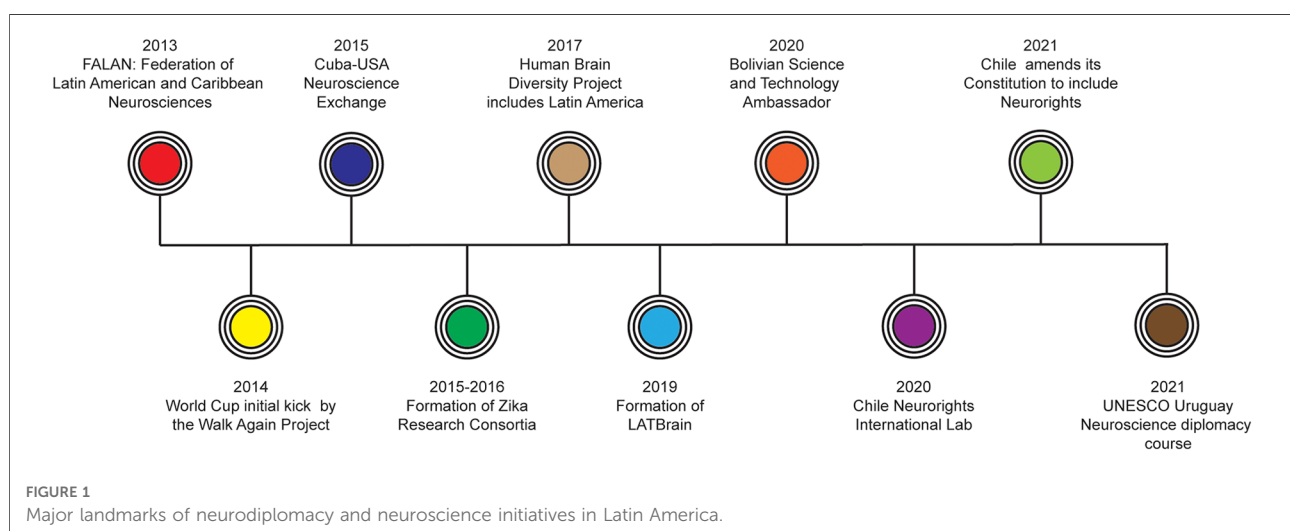 2013
FALAN: Federation of
Latin American and Caribbean
Neurosciences
2015
Cuba-USA
Neuroscience
Exchange
2017
Human Brain
Diversity Project
includes Latin America
2020
Bolivian Science
and Technology
Ambassador
2021
Chile amends its
Constitution to include
Neurorights
2014
World Cup initial kick by
the Walk Again Project
2015-2016
Formation of Zika
Research Consortia
2019
Formation of
LATBrain
2020
Chile Neurorights
International Lab
2021
UNESCO Uruguay
Neuroscience diplomacy
course
FIGURE 1
Major landmarks of neurodiplomacy and neuroscience initiatives in Latin America.